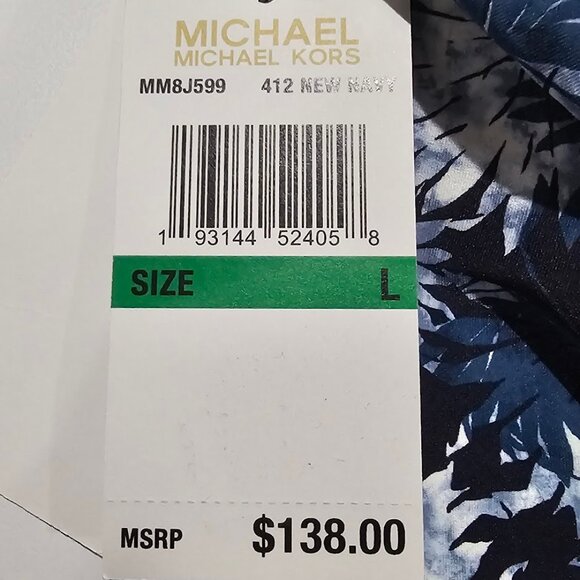 MICHAEL
MICHAEL KORS
MM8J599 412 NEW NAVY
1 93144 52405 8
SIZE L
MSRP $138.00